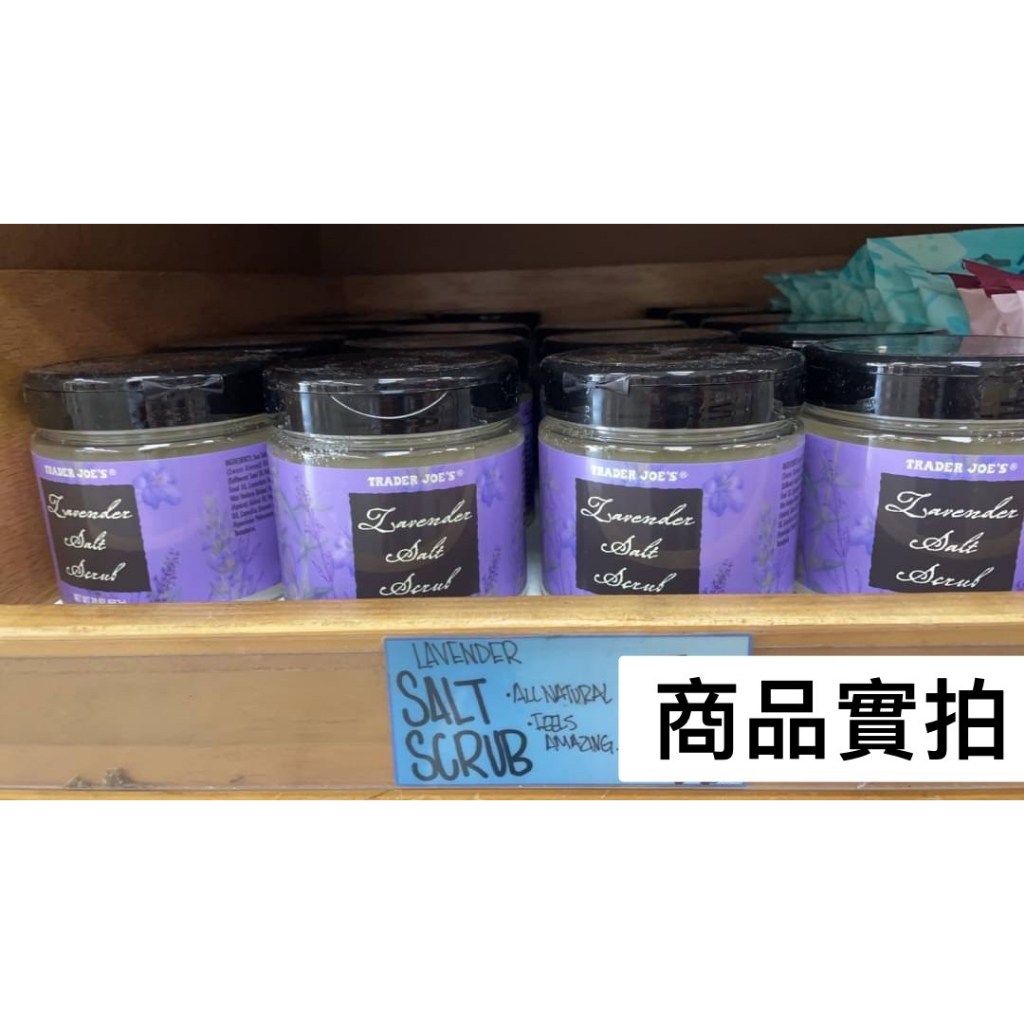 TRADER JOE'S®
Lavender
Salt
Scrub
TRADER JOE'S®
Lavender
Salt
Scrub
TRADER JOE'S®
Lavender
Salt
Scrub
TRADER JOE'S®
Lavender
Salt
Scrub
LAVENDER
SALT
SCRUB
·ALL NATURAL
·FEELS
AMAZING.
商品實拍